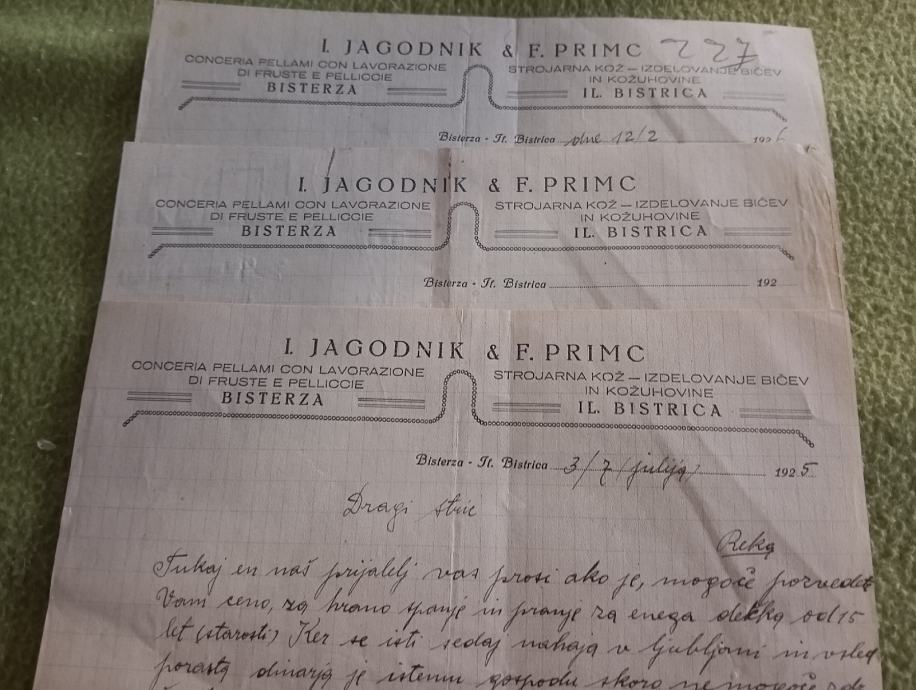 I. JAGODNIK & F. PRIMC 227
CONCERIA PELLAMI CON LAVORAZIONE
DI FRUSTE E PELLICCIE
BISTERZA
STROJARNA KOŽ — IZDELOVANJE BIČEV
IN KOŽUHOVINE
IL. BISTRICA
Bisterza - It. Bistrica dne 12/2 1926
I. JAGODNIK & F. PRIMC
CONCERIA PELLAMI CON LAVORAZIONE
DI FRUSTE E PELLICCIE
BISTERZA
STROJARNA KOŽ — IZDELOVANJE BIČEV
IN KOŽUHOVINE
IL. BISTRICA
Bisterza - It. Bistrica 192
I. JAGODNIK & F. PRIMC
CONCERIA PELLAMI CON LAVORAZIONE
DI FRUSTE E PELLICCIE
BISTERZA
STROJARNA KOŽ — IZDELOVANJE BIČEV
IN KOŽUHOVINE
IL. BISTRICA
Bisterza - It. Bistrica 3/7 (julija) 1925
Dragi stric
Reka
Tukaj en naš prijatelj vas prosi ako je, mogoče
Vam ceno, za hrano spanje in pranje za enega dečka od 15
let (starosti) Ker se isti sedaj nahaja v Ljubljani in vsled
porasta dinarja je istemu gospodu skoro nemogoče